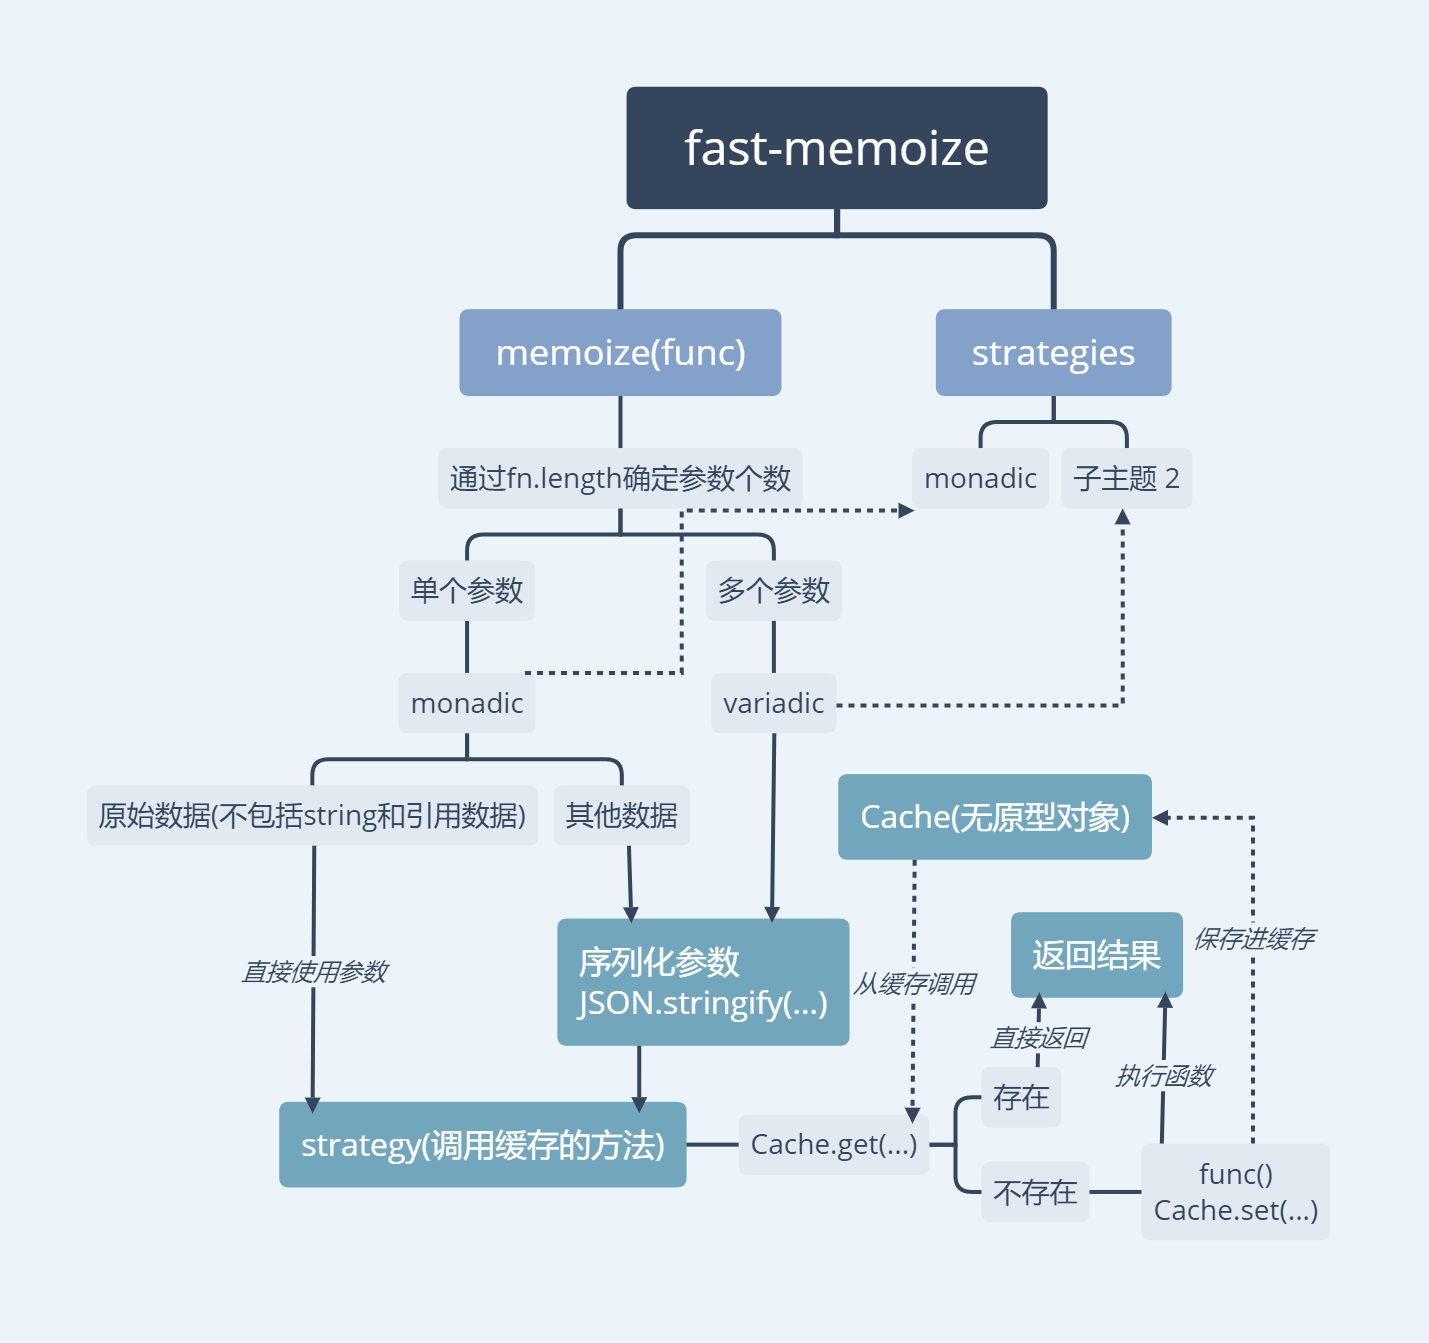 fast-memoize
memoize(func)
strategies
通过fn.length确定参数个数
monadic
子主题 2
单个参数
多个参数
monadic
variadic
原始数据(不包括string和引用数据)
其他数据
Cache(无原型对象)
直接使用参数
序列化参数
JSON.stringify(...)
从缓存调用
返回结果
保存进缓存
直接返回
执行函数
存在
strategy(调用缓存的方法)
Cache.get(...)
不存在
func()
Cache.set(...)